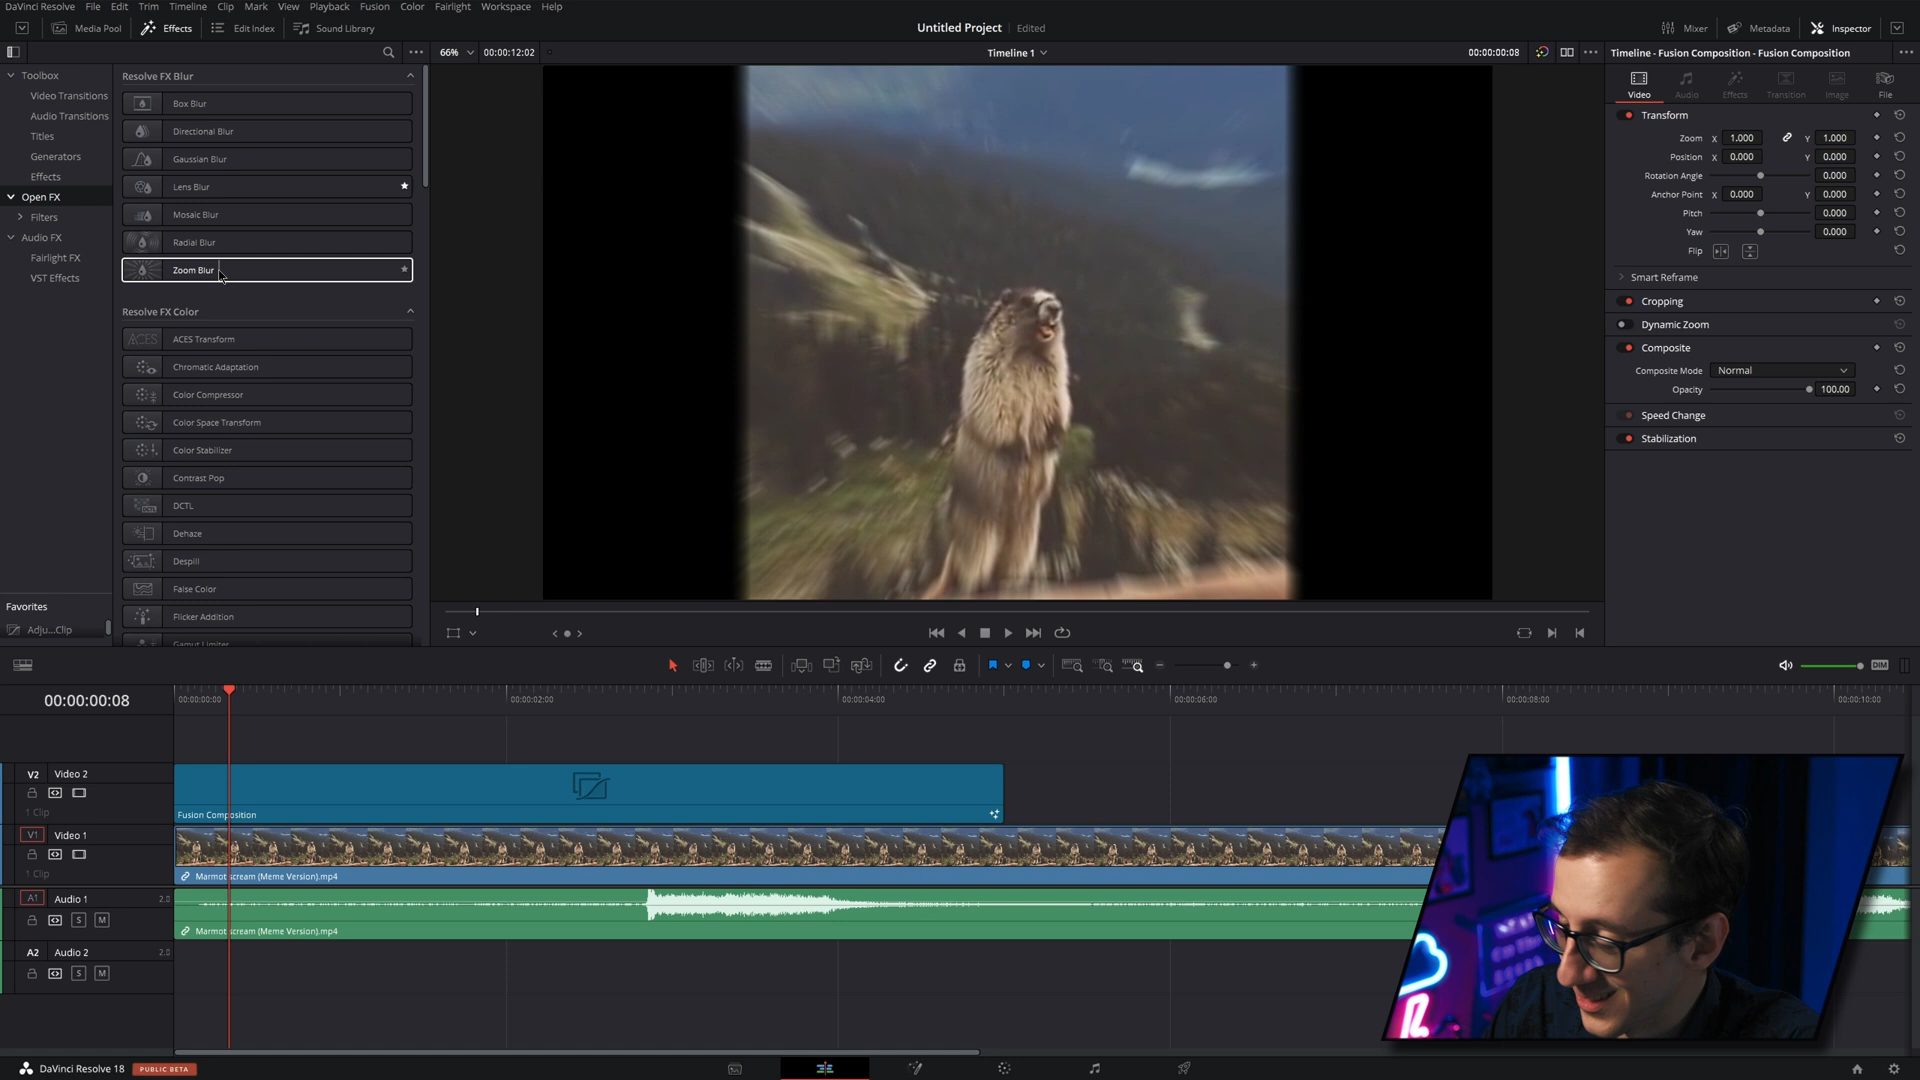 DaVinci Resolve File Edit Trim Timeline Clip Mark View Playback Fusion Color Fairlight Workspace Help
Media Pool Effects Edit Index Sound Library Untitled Project Edited Mixer Metadata Inspector
66% 00:00:12:02 Timeline 1 00:00:00:08 Timeline - Fusion Composition - Fusion Composition
Toolbox
Video Transitions
Audio Transitions
Titles
Generators
Effects
Open FX
Filters
Audio FX
Fairlight FX
VST Effects
Favorites
Adju...Clip
Resolve FX Blur
Box Blur
Directional Blur
Gaussian Blur
Lens Blur
Mosaic Blur
Radial Blur
Zoom Blur
Resolve FX Color
ACES ACES Transform
Chromatic Adaptation
Color Compressor
Color Space Transform
Color Stabilizer
Contrast Pop
DCTL
Dehaze
Despill
False Color
Flicker Addition
Gamut Limiter
Video Audio Effects Transition Image File
Transform
Zoom X 1.000 Y 1.000
Position X 0.000 Y 0.000
Rotation Angle 0.000
Anchor Point X 0.000 Y 0.000
Pitch 0.000
Yaw 0.000
Flip
Smart Reframe
Cropping
Dynamic Zoom
Composite
Composite Mode Normal
Opacity 100.00
Speed Change
Stabilization
DIM
00:00:00:08 00:00:00:00 00:00:02:00 00:00:04:00 00:00:06:00 00:00:08:00 00:00:10:00
V2 Video 2
1 Clip
Fusion Composition
V1 Video 1
1 Clip
Marmot scream (Meme Version).mp4
A1 Audio 1 2.0
S M
Marmot scream (Meme Version).mp4
A2 Audio 2 2.0
S M
DaVinci Resolve 18 PUBLIC BETA